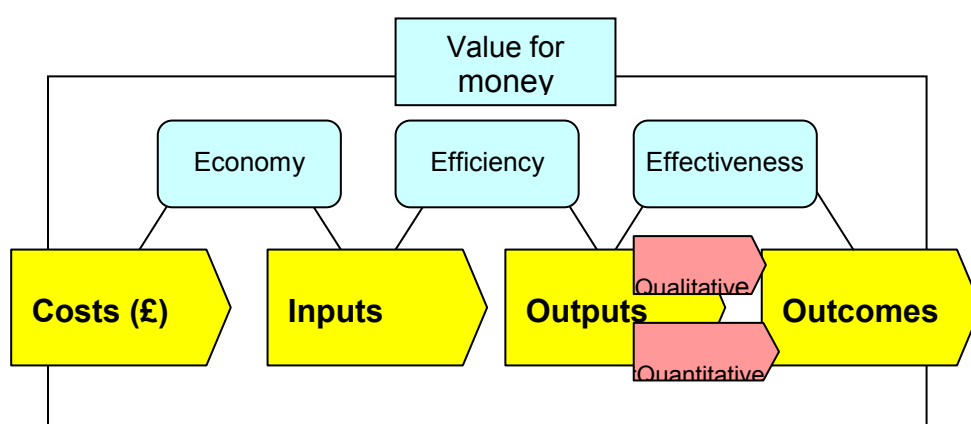 Value for
money
Economy
Efficiency
Effectiveness
Costs (£)
Inputs
Outputs
Qualitative
Quantitative
Outcomes